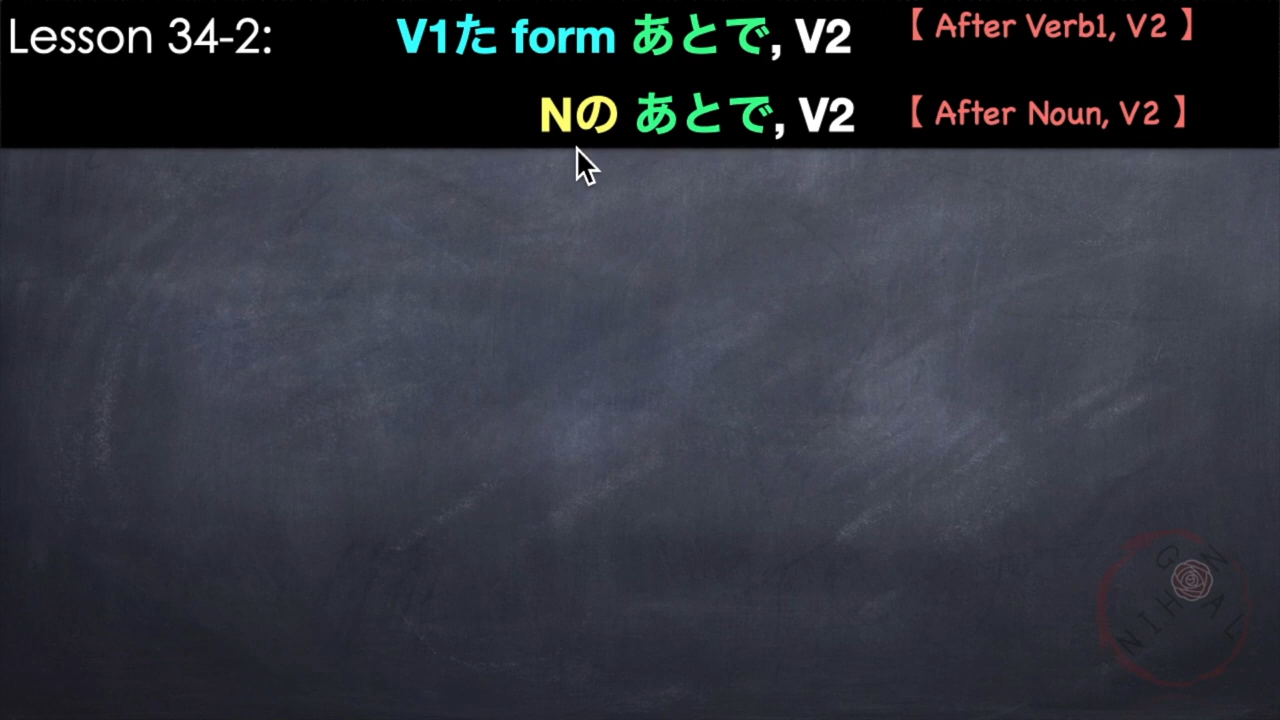 Lesson 34-2: V1た form あとで, V2 【 After Verb1, V2 】
Nの あとで, V2 【 After Noun, V2 】
NIHONGAL